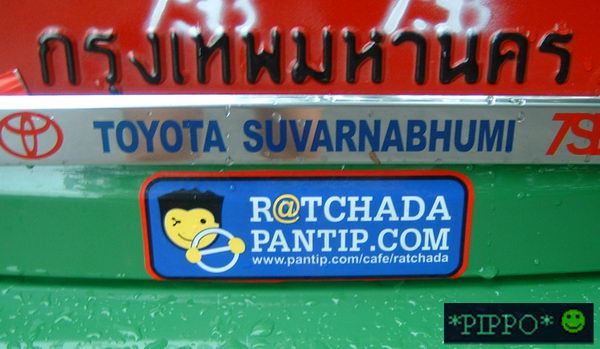 กรุงเทพมหานคร
TOYOTA SUVARNABHUMI
R@TCHADA
PANTIP.COM
www.pantip.com/cafe/ratchada
*PIPPO*